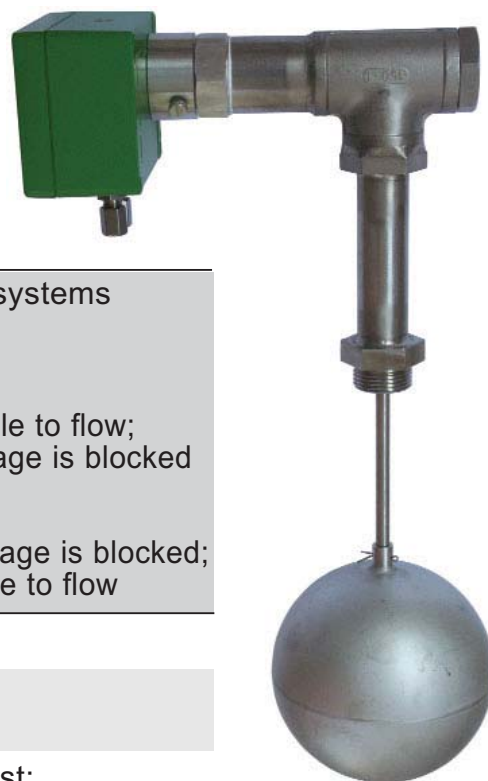 systems
le to flow;
age is blocked
age is blocked;
e to flow
st: